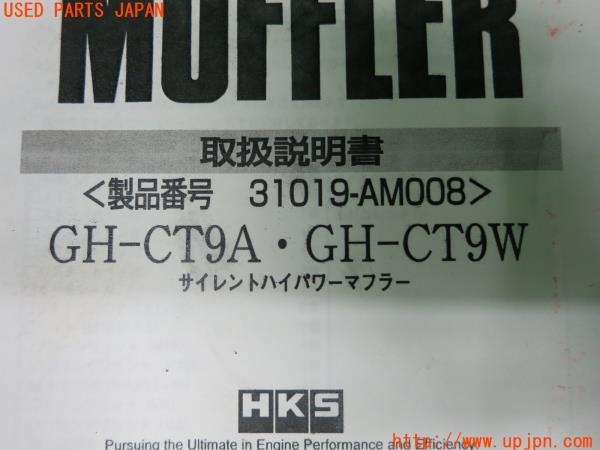 USED PARTS JAPAN
MUFFLER
取扱説明書
<製品番号 31019-AM008>
GH-CT9A・GH-CT9W
サイレントハイパワーマフラー
HKS
Pursuing the Ultimate in Engine Performance and Efficiency
http://www.upjpn.com